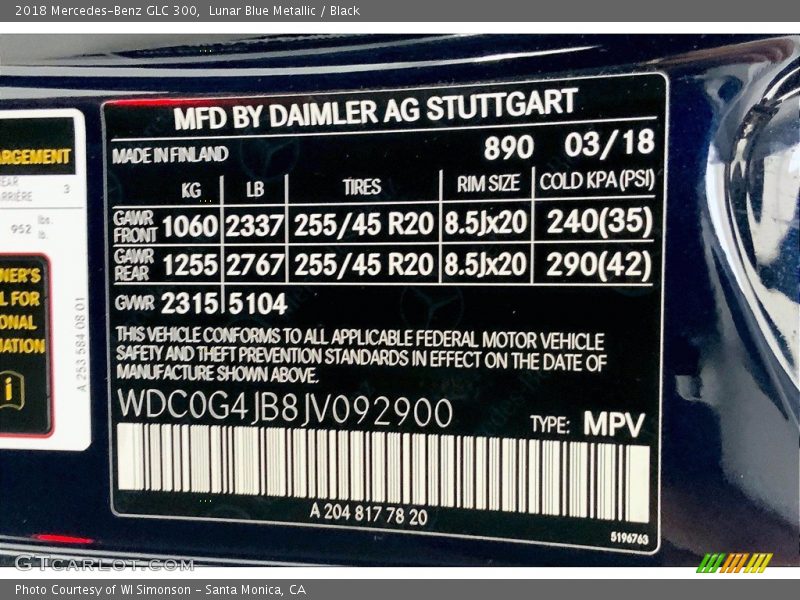 2018 Mercedes-Benz GLC 300,  Lunar Blue Metallic / Black
MFD BY DAIMLER AG STUTTGART
MADE IN FINLAND 890 03/18
KG LB TIRES RIM SIZE COLD KPA (PSI)
GAWR FRONT 1060 2337 255/45 R20 8.5Jx20 240(35)
GAWR REAR 1255 2767 255/45 R20 8.5Jx20 290(42)
GVWR 2315 5104
THIS VEHICLE CONFORMS TO ALL APPLICABLE FEDERAL MOTOR VEHICLE
SAFETY AND THEFT PREVENTION STANDARDS IN EFFECT ON THE DATE OF
MANUFACTURE SHOWN ABOVE.
WDC0G4JB8JV092900 TYPE: MPV
A 204 817 78 20
5196763
ARGEMENT
3
ARRIÈRE
952 lbs.
lb.
NER'S
L FOR
ONAL
MATION
i
A 253 584 08 01
GTcarlot.com
Photo Courtesy of WI Simonson - Santa Monica, CA